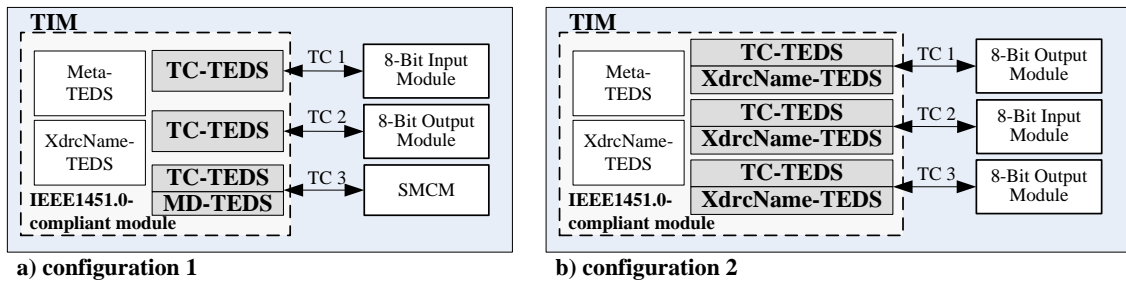 TIM
Meta-
TEDS
XdrcName-
TEDS
IEEE1451.0-
compliant module
TC-TEDS
TC 1
8-Bit Input
Module
TC-TEDS
TC 2
8-Bit Output
Module
TC-TEDS
MD-TEDS
TC 3
SMCM
a) configuration 1
TIM
Meta-
TEDS
XdrcName-
TEDS
IEEE1451.0-
compliant module
TC-TEDS
XdrcName-TEDS
TC 1
8-Bit Output
Module
TC-TEDS
XdrcName-TEDS
TC 2
8-Bit Input
Module
TC-TEDS
XdrcName-TEDS
TC 3
8-Bit Output
Module
b) configuration 2